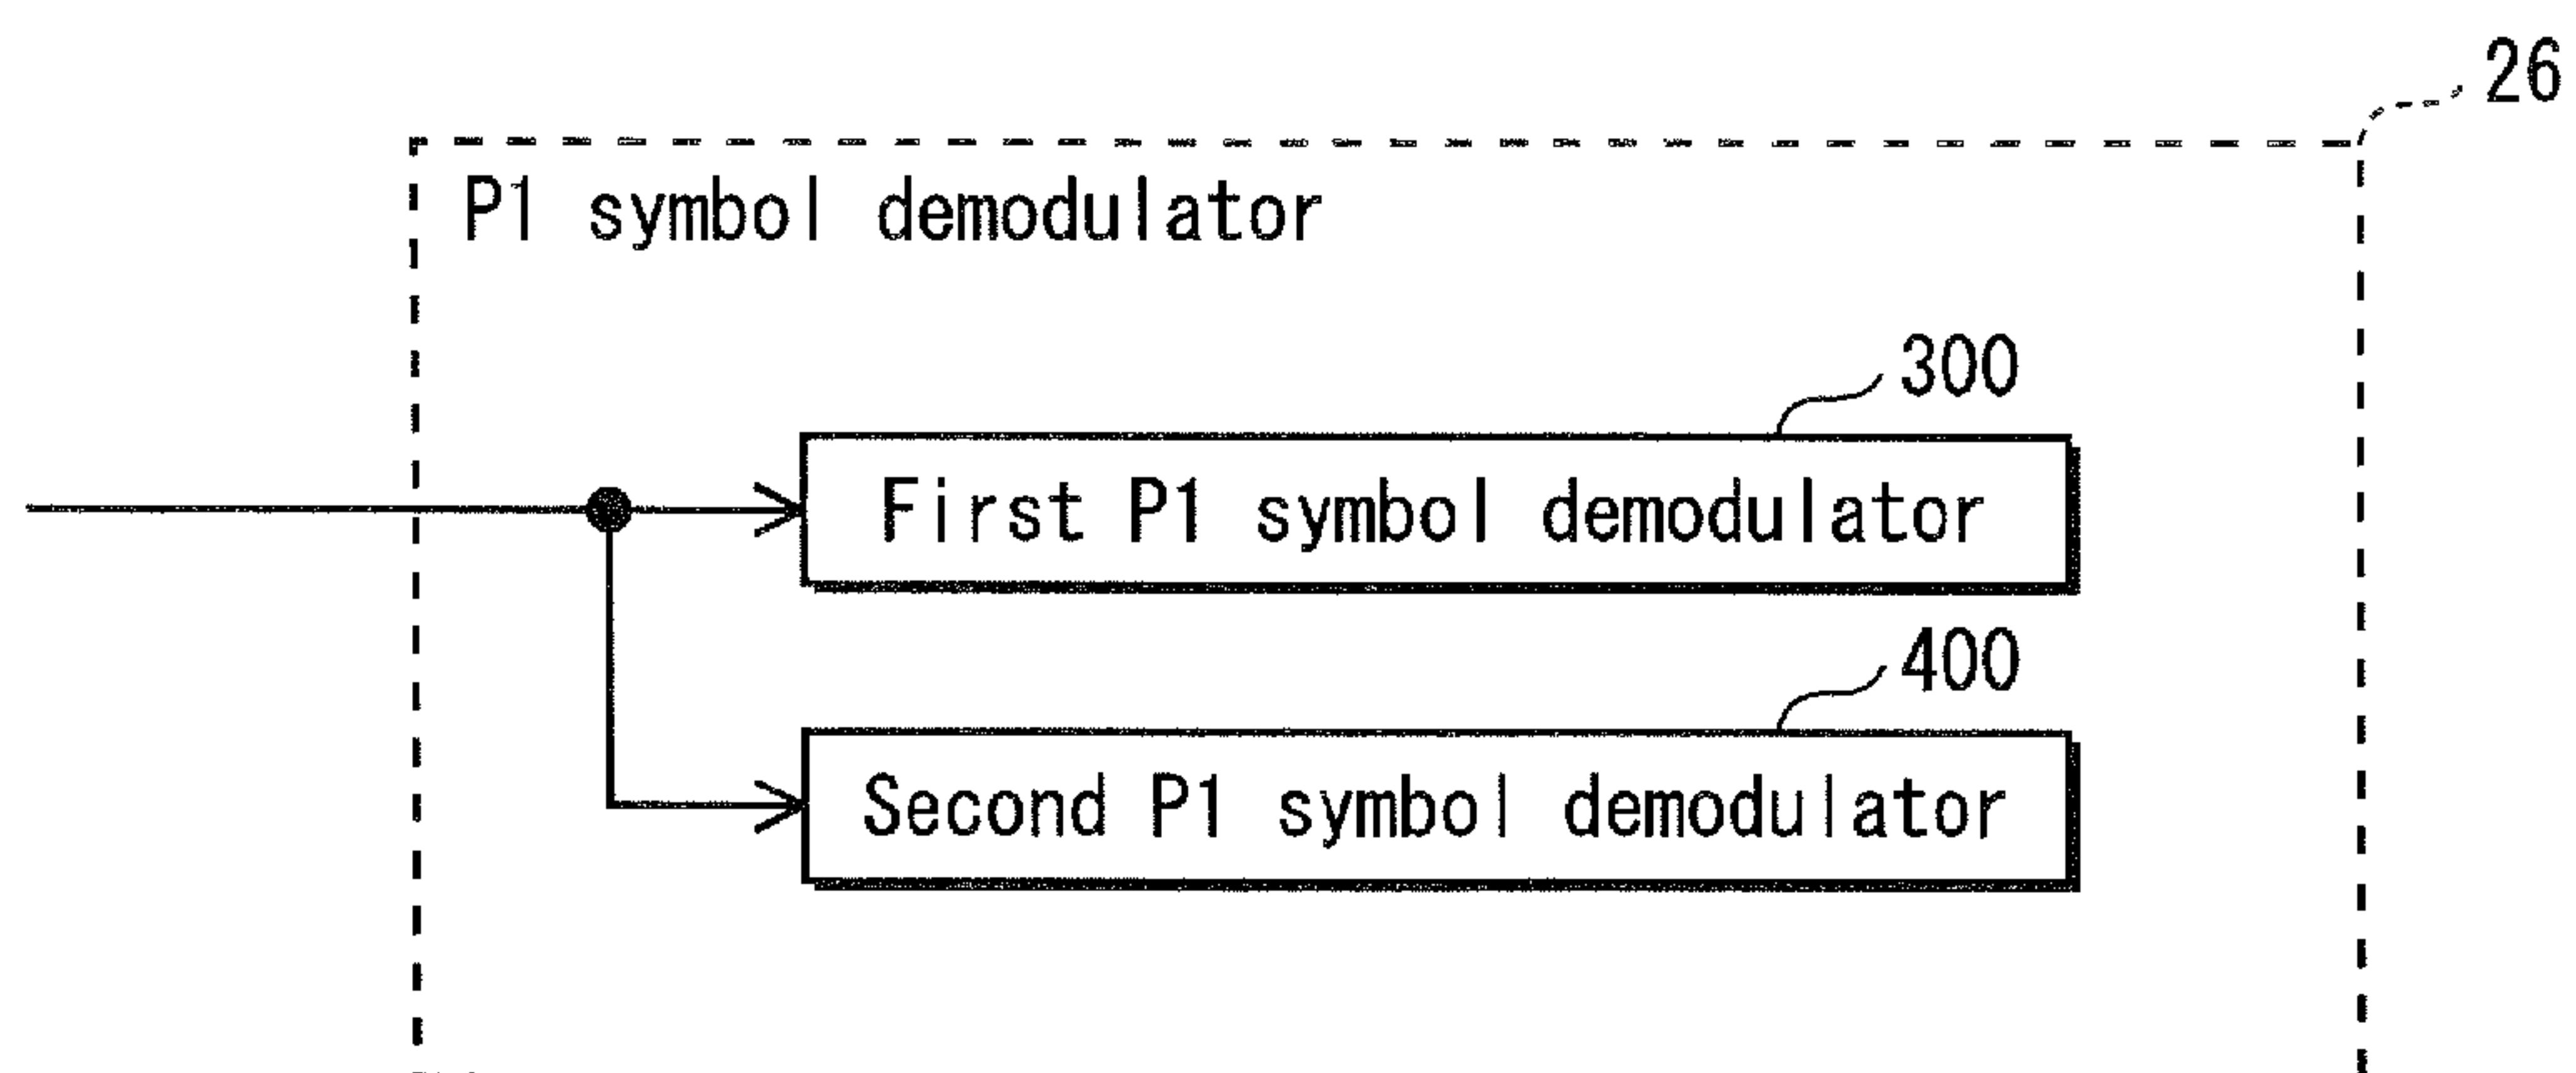 26
P1 symbol demodulator
300
First P1 symbol demodulator
400
Second P1 symbol demodulator